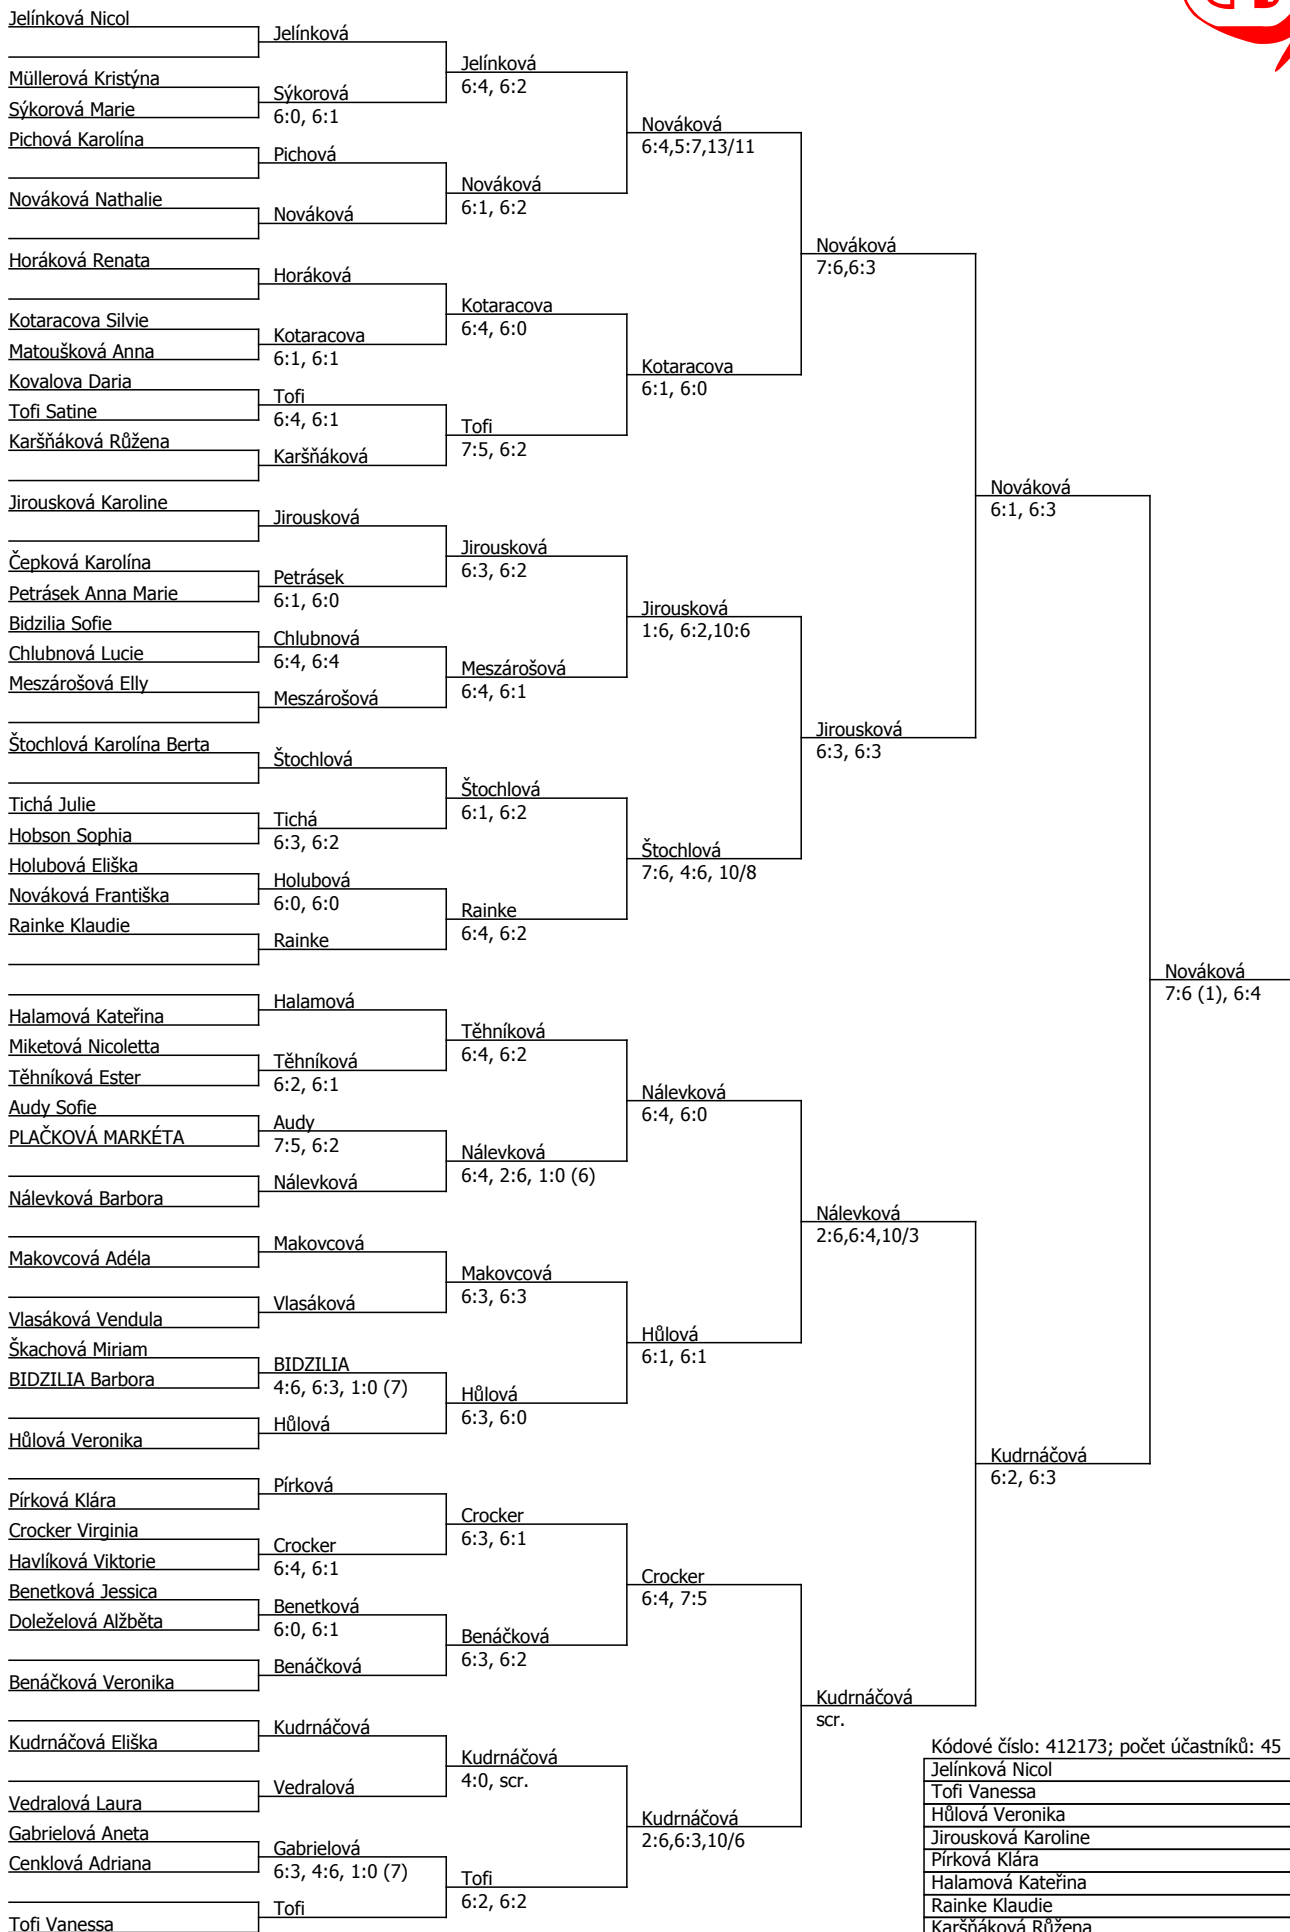 Jelínková Nicol
Müllerová Kristýna
Sýkorová Marie
Pichová Karolína
Nováková Nathalie
Horáková Renata
Kotaracova Silvie
Matoušková Anna
Kovalova Daria
Tofi Satine
Karšňáková Růžena
Jirousková Karoline
Čepková Karolína
Petrásek Anna Marie
Bidzilia Sofie
Chlubnová Lucie
Meszárošová Elly
Štochlová Karolína Berta
Tichá Julie
Hobson Sophia
Holubová Eliška
Nováková Františka
Rainke Klaudie
Halamová Kateřina
Miketová Nicoletta
Těhníková Ester
Audy Sofie
PLAČKOVÁ MARKÉTA
Nálevková Barbora
Makovcová Adéla
Vlasáková Vendula
Škachová Miriam
BIDZILIA Barbora
Hůlová Veronika
Pírková Klára
Crocker Virginia
Havlíková Viktorie
Benetková Jessica
Doleželová Alžběta
Benáčková Veronika
Kudrnáčová Eliška
Vedralová Laura
Gabrielová Aneta
Cenklová Adriana
Tofi Vanessa
Jelínková
Sýkorová
6:0, 6:1
Pichová
Nováková
Horáková
Kotaracova
6:1, 6:1
Tofi
6:4, 6:1
Karšňáková
Jirousková
Petrásek
6:1, 6:0
Chlubnová
6:4, 6:4
Meszárošová
Štochlová
Tichá
6:3, 6:2
Holubová
6:0, 6:0
Rainke
Halamová
Těhníková
6:2, 6:1
Audy
7:5, 6:2
Nálevková
Makovcová
Vlasáková
BIDZILIA
4:6, 6:3, 1:0 (7)
Hůlová
Pírková
Crocker
6:4, 6:1
Benetková
6:0, 6:1
Benáčková
Kudrnáčová
Vedralová
Gabrielová
6:3, 4:6, 1:0 (7)
Tofi
Jelínková
6:4, 6:2
Nováková
6:1, 6:2
Kotaracova
6:4, 6:0
Tofi
7:5, 6:2
Jirousková
6:3, 6:2
Meszárošová
6:4, 6:1
Štochlová
6:1, 6:2
Rainke
6:4, 6:2
Těhníková
6:4, 6:2
Nálevková
6:4, 2:6, 1:0 (6)
Makovcová
6:3, 6:3
Hůlová
6:3, 6:0
Crocker
6:3, 6:1
Benáčková
6:3, 6:2
Kudrnáčová
4:0, scr.
Tofi
6:2, 6:2
Nováková
6:4,5:7,13/11
Kotaracova
6:1, 6:0
Jirousková
1:6, 6:2,10:6
Štochlová
7:6, 4:6, 10/8
Nálevková
6:4, 6:0
Hůlová
6:1, 6:1
Crocker
6:4, 7:5
Kudrnáčová
2:6,6:3,10/6
Nováková
7:6,6:3
Jirousková
6:3, 6:3
Nálevková
2:6,6:4,10/3
Kudrnáčová
scr.
Nováková
6:1, 6:3
Kudrnáčová
6:2, 6:3
Nováková
7:6 (1), 6:4
Kódové číslo: 412173; počet účastníků: 45
Jelínková Nicol
Tofi Vanessa
Hůlová Veronika
Jirousková Karoline
Pírková Klára
Halamová Kateřina
Rainke Klaudie
Karšňáková Růžena